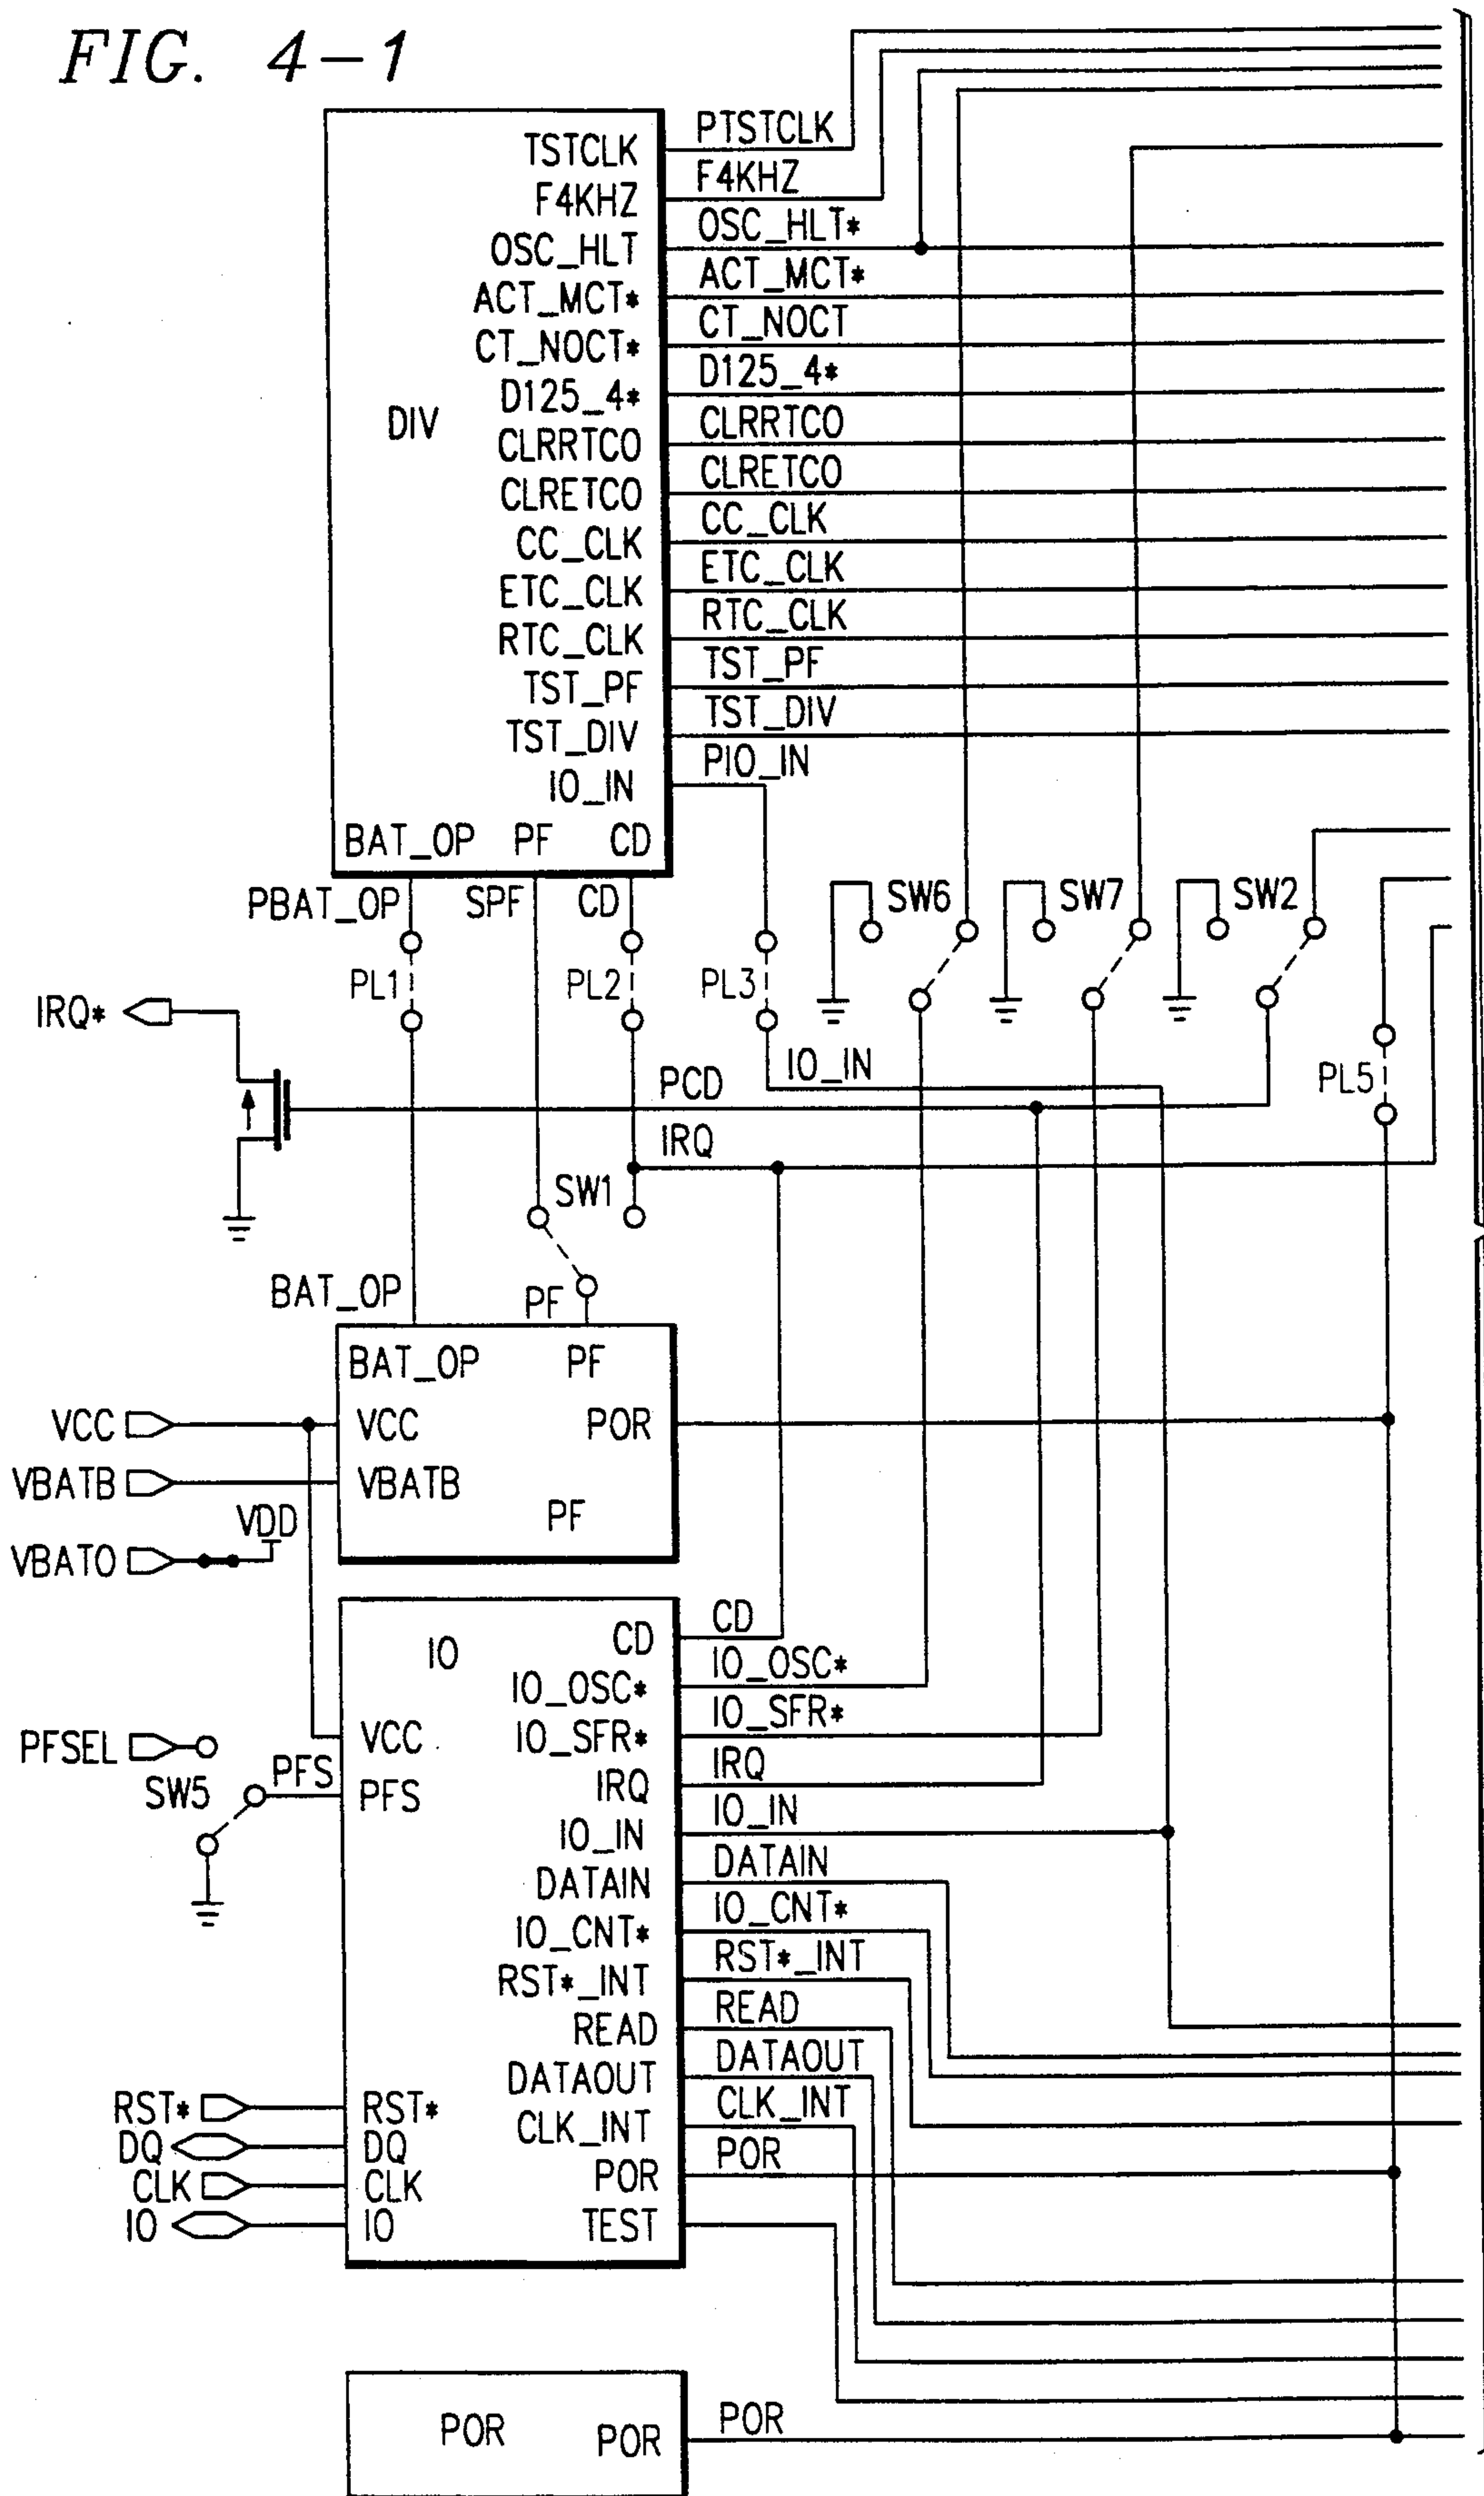 FIG. 4-1
TSTCLK PTSTCLK
F4KHZ F4KHZ
OSC_HLT OSC_HLT*
ACT_MCT* ACT_MCT*
CT_NOCT* CT_NOCT
D125_4* D125_4*
DIV
CLRRTCO CLRRTCO
CLRETCO CLRETCO
CC_CLK CC_CLK
ETC_CLK ETC_CLK
RTC_CLK RTC_CLK
TST_PF TST_PF
TST_DIV TST_DIV
IO_IN PIO_IN
BAT_OP PF CD
PBAT_OP SPF CD SW6 SW7 SW2
PL1 PL2 PL3
IRQ*
PCD IO_IN PL5
IRQ
SW1
BAT_OP PF
BAT_OP PF
VCC VCC POR
VBATB VBATB
PF
VDD
VBATO
IO CD CD
IO_OSC* IO_OSC*
PFSEL VCC IO_SFR* IO_SFR*
SW5 PFS PFS IRQ IRQ
IO_IN IO_IN
DATAIN DATAIN
IO_CNT* IO_CNT*
RST*_INT RST*_INT
READ READ
DATAOUT DATAOUT
RST* RST* CLK_INT CLK_INT
DQ DQ
CLK CLK POR POR
IO IO TEST
POR POR POR